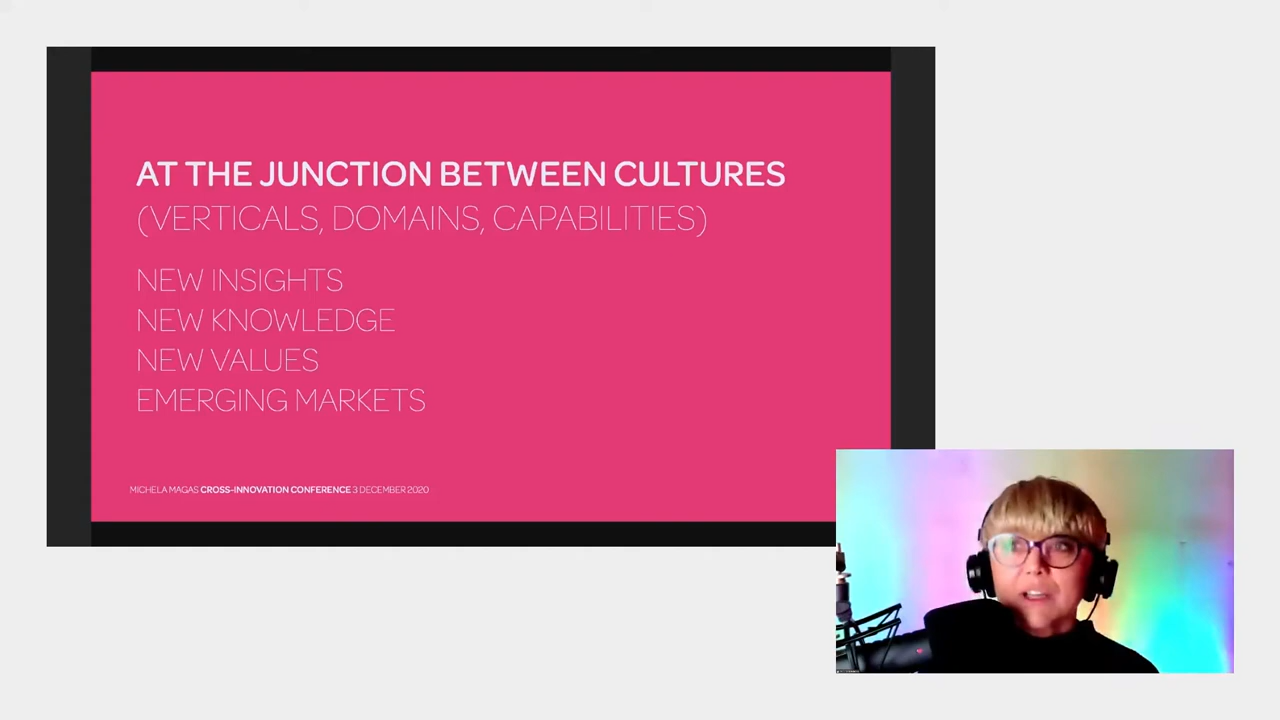 AT THE JUNCTION BETWEEN CULTURES
(VERTICALS, DOMAINS, CAPABILITIES)
NEW INSIGHTS
NEW KNOWLEDGE
NEW VALUES
EMERGING MARKETS
MICHELA MAGAS CROSS-INNOVATION CONFERENCE 3 DECEMBER 2020